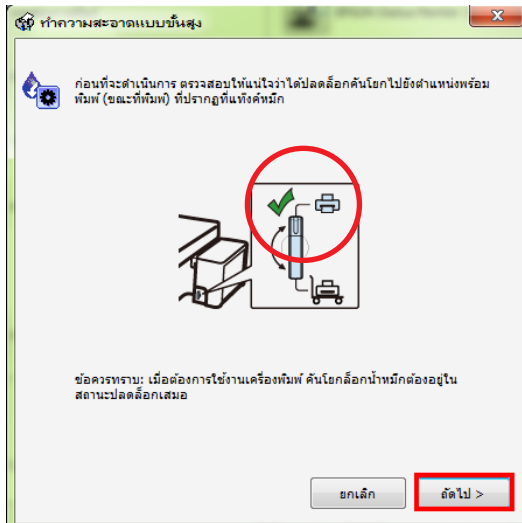 ทำความสะอาดแบบขั้นสูง
ก่อนที่จะดำเนินการ ตรวจสอบให้แน่ใจว่าได้ปลดล็อกคันโยกไปยังตำแหน่งพร้อม
พิมพ์ (ขณะที่พิมพ์) ที่ปรากฏที่แท้งค์หมึก
ข้อควรทราบ: เมื่อต้องการใช้งานเครื่องพิมพ์ คันโยกล็อกน้ำหมึกต้องอยู่ใน
สถานะปลดล็อกเสมอ
ยกเลิก
ถัดไป >